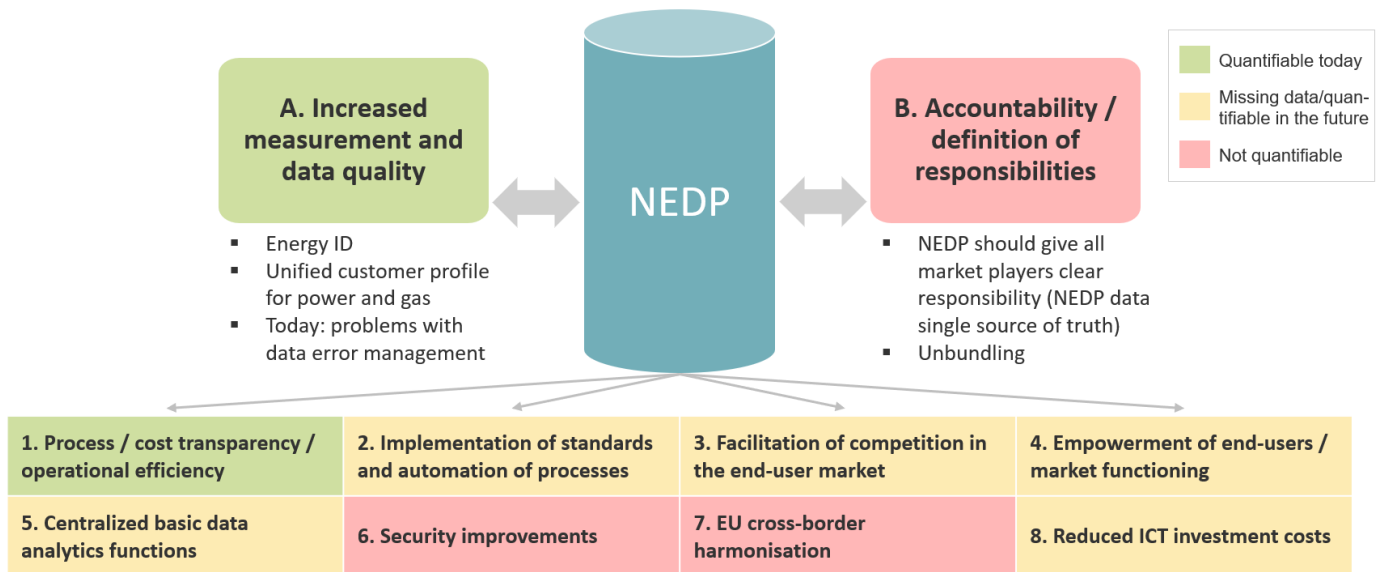 A. Increased
measurement and
data quality
▪ Energy ID
▪ Unified customer profile
for power and gas
▪ Today: problems with
data error management
NEDP
B. Accountability /
definition of
responsibilities
▪ NEDP should give all
market players clear
responsibility (NEDP data
single source of truth)
▪ Unbundling
Quantifiable today
Missing data/quan-
tifiable in the future
Not quantifiable
1. Process / cost transparency /
operational efficiency
2. Implementation of standards
and automation of processes
3. Facilitation of competition in
the end-user market
4. Empowerment of end-users /
market functioning
5. Centralized basic data
analytics functions
6. Security improvements
7. EU cross-border
harmonisation
8. Reduced ICT investment costs